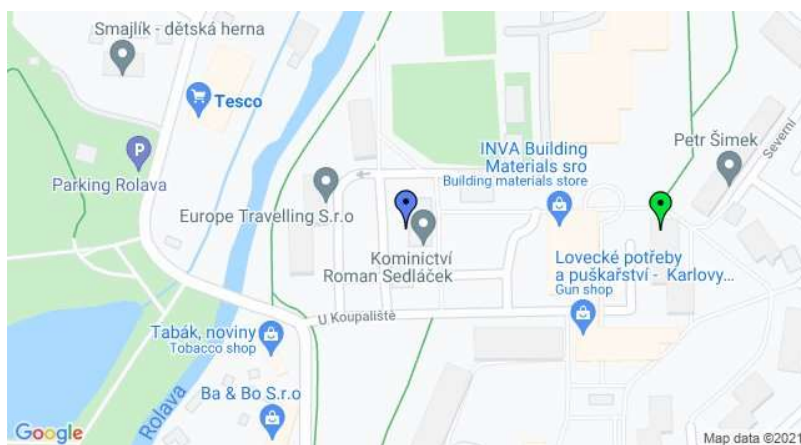 Smajlík - dětská herna
Tesco
P
Parking Rolava
Europe Travelling S.r.o
INVA Building
Materials sro
Building materials store
Petr Šimek
Severní
Kominictví
Roman Sedláček
Lovecké potřeby
a puškařství - Karlovy...
Gun shop
U Koupaliště
Tabák, noviny
Tobacco shop
Ba & Bo S.r.o
Rolava
Google
Map data ©2021